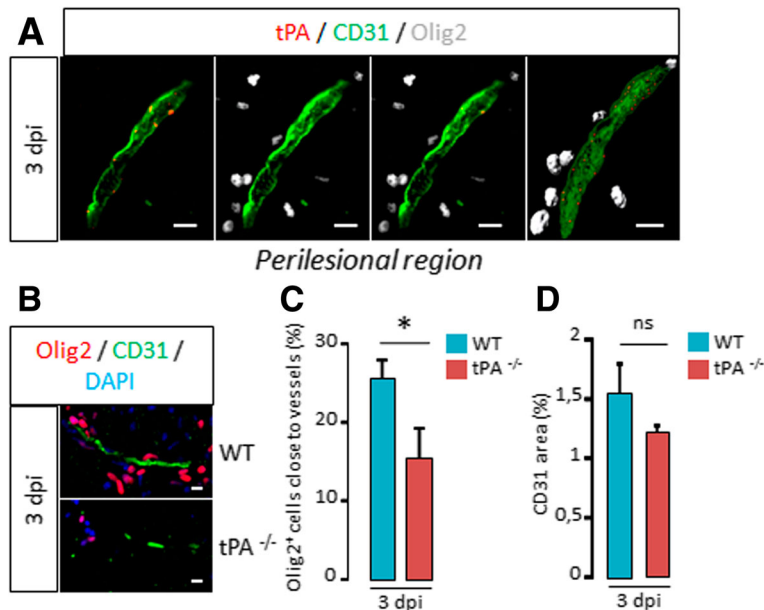 A
tPA / CD31 / Olig2
3 dpi
Perilesional region
B
Olig2 / CD31 /
DAPI
3 dpi
WT
tPA -/-
C
Olig2+ cells close to vessels (%)
30
20
10
0
*
WT
tPA -/-
3 dpi
D
CD31 area (%)
2
1,5
1
0,5
0
ns
WT
tPA -/-
3 dpi